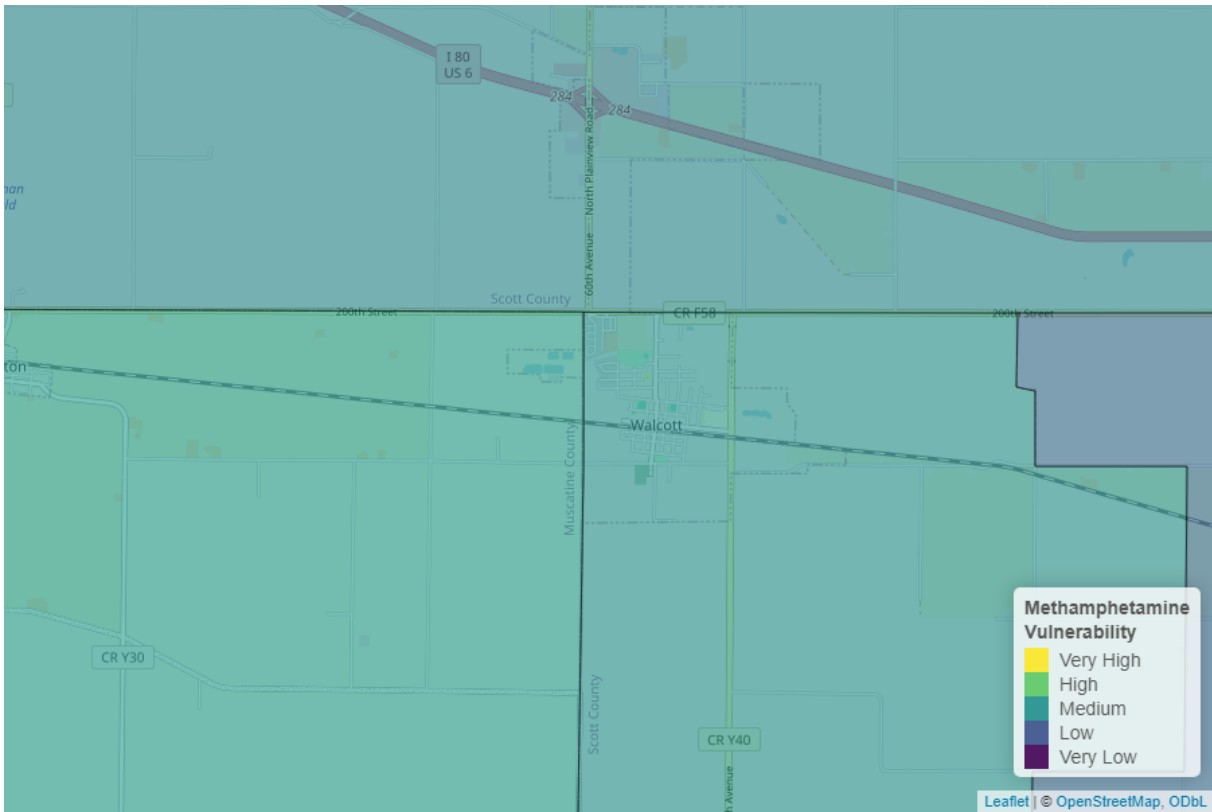 I 80
US 6
284
284
North Plainview Road
60th Avenue
Scott County
200th Street
CR F58
200th Street
ton
Walcott
Muscatine County
Scott County
CR Y30
CR Y40
h Avenue
Methamphetamine
Vulnerability
Very High
High
Medium
Low
Very Low
Leaflet | © OpenStreetMap, ODbL